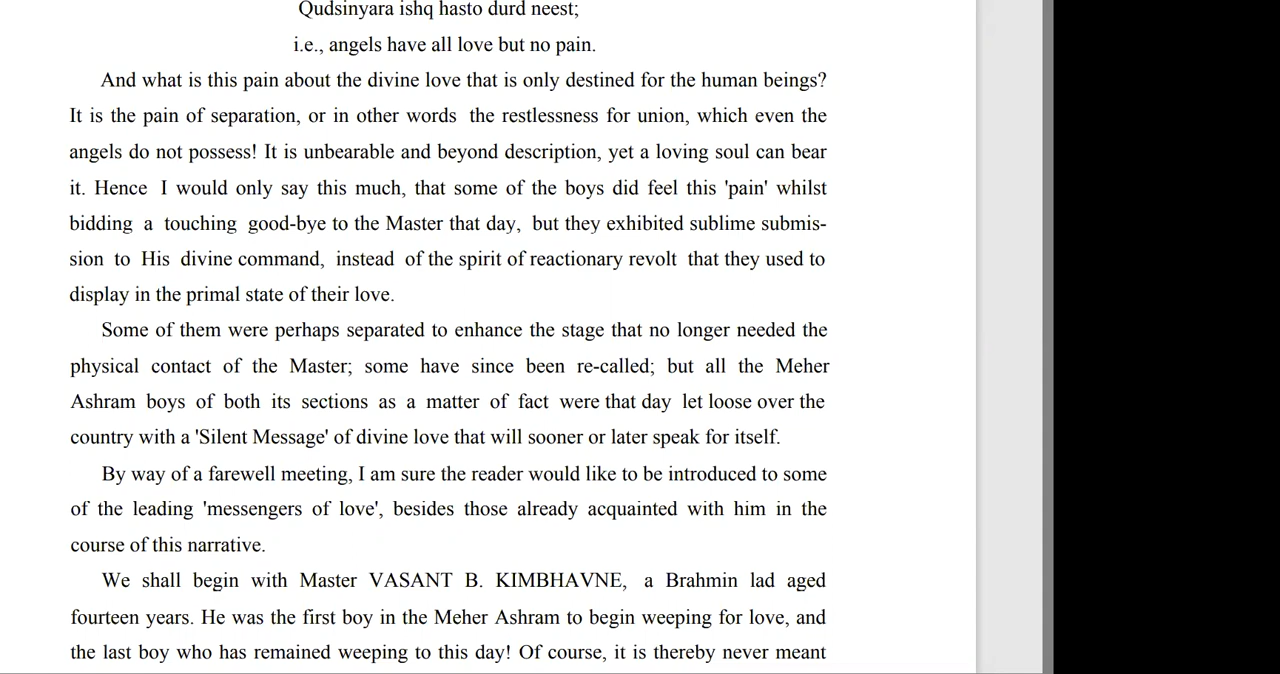 Qudsinyara ishq hasto durd neest;
i.e., angels have all love but no pain.
And what is this pain about the divine love that is only destined for the human beings?
It is the pain of separation, or in other words the restlessness for union, which even the
angels do not possess! It is unbearable and beyond description, yet a loving soul can bear
it. Hence I would only say this much, that some of the boys did feel this 'pain' whilst
bidding a touching good-bye to the Master that day, but they exhibited sublime submis-
sion to His divine command, instead of the spirit of reactionary revolt that they used to
display in the primal state of their love.
Some of them were perhaps separated to enhance the stage that no longer needed the
physical contact of the Master; some have since been re-called; but all the Meher
Ashram boys of both its sections as a matter of fact were that day let loose over the
country with a 'Silent Message' of divine love that will sooner or later speak for itself.
By way of a farewell meeting, I am sure the reader would like to be introduced to some
of the leading 'messengers of love', besides those already acquainted with him in the
course of this narrative.
We shall begin with Master VASANT B. KIMBHAVNE, a Brahmin lad aged
fourteen years. He was the first boy in the Meher Ashram to begin weeping for love, and
the last boy who has remained weeping to this day! Of course, it is thereby never meant